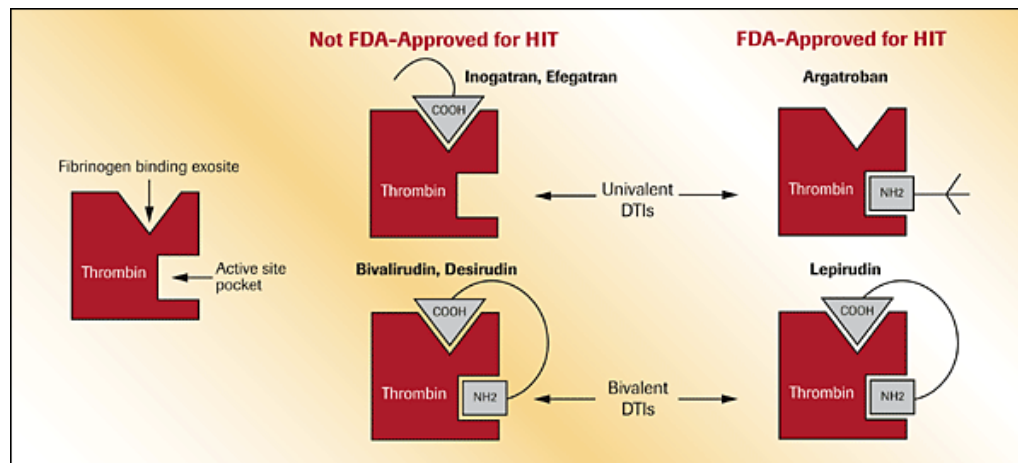 Not FDA-Approved for HIT
FDA-Approved for HIT
Inogatran, Efegatran
Argatroban
COOH
Fibrinogen binding exosite
Thrombin
Univalent
DTIs
Thrombin
NH2
Thrombin
Active site
pocket
Bivalirudin, Desirudin
Lepirudin
COOH
COOH
Thrombin
NH2
Bivalent
DTIs
Thrombin
NH2